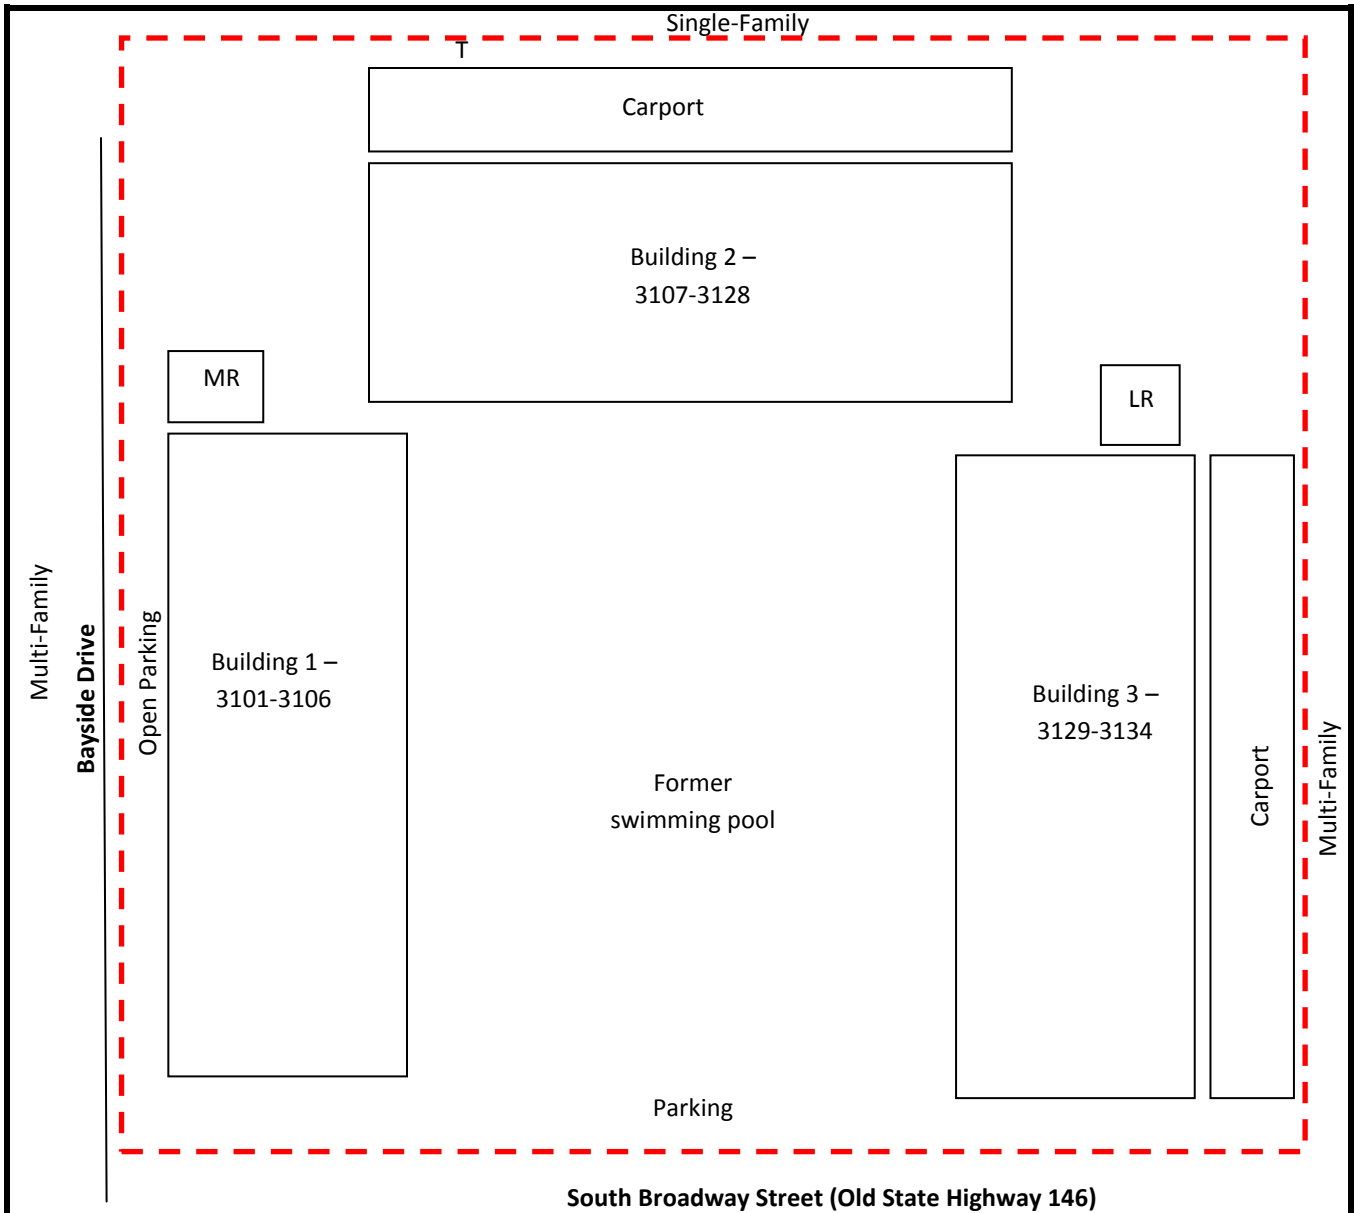 Single-Family
T
Carport
Building 2 –
3107-3128
MR
LR
Multi-Family
Bayside Drive
Open Parking
Building 1 –
3101-3106
Building 3 –
3129-3134
Carport
Multi-Family
Former
swimming pool
Parking
South Broadway Street (Old State Highway 146)